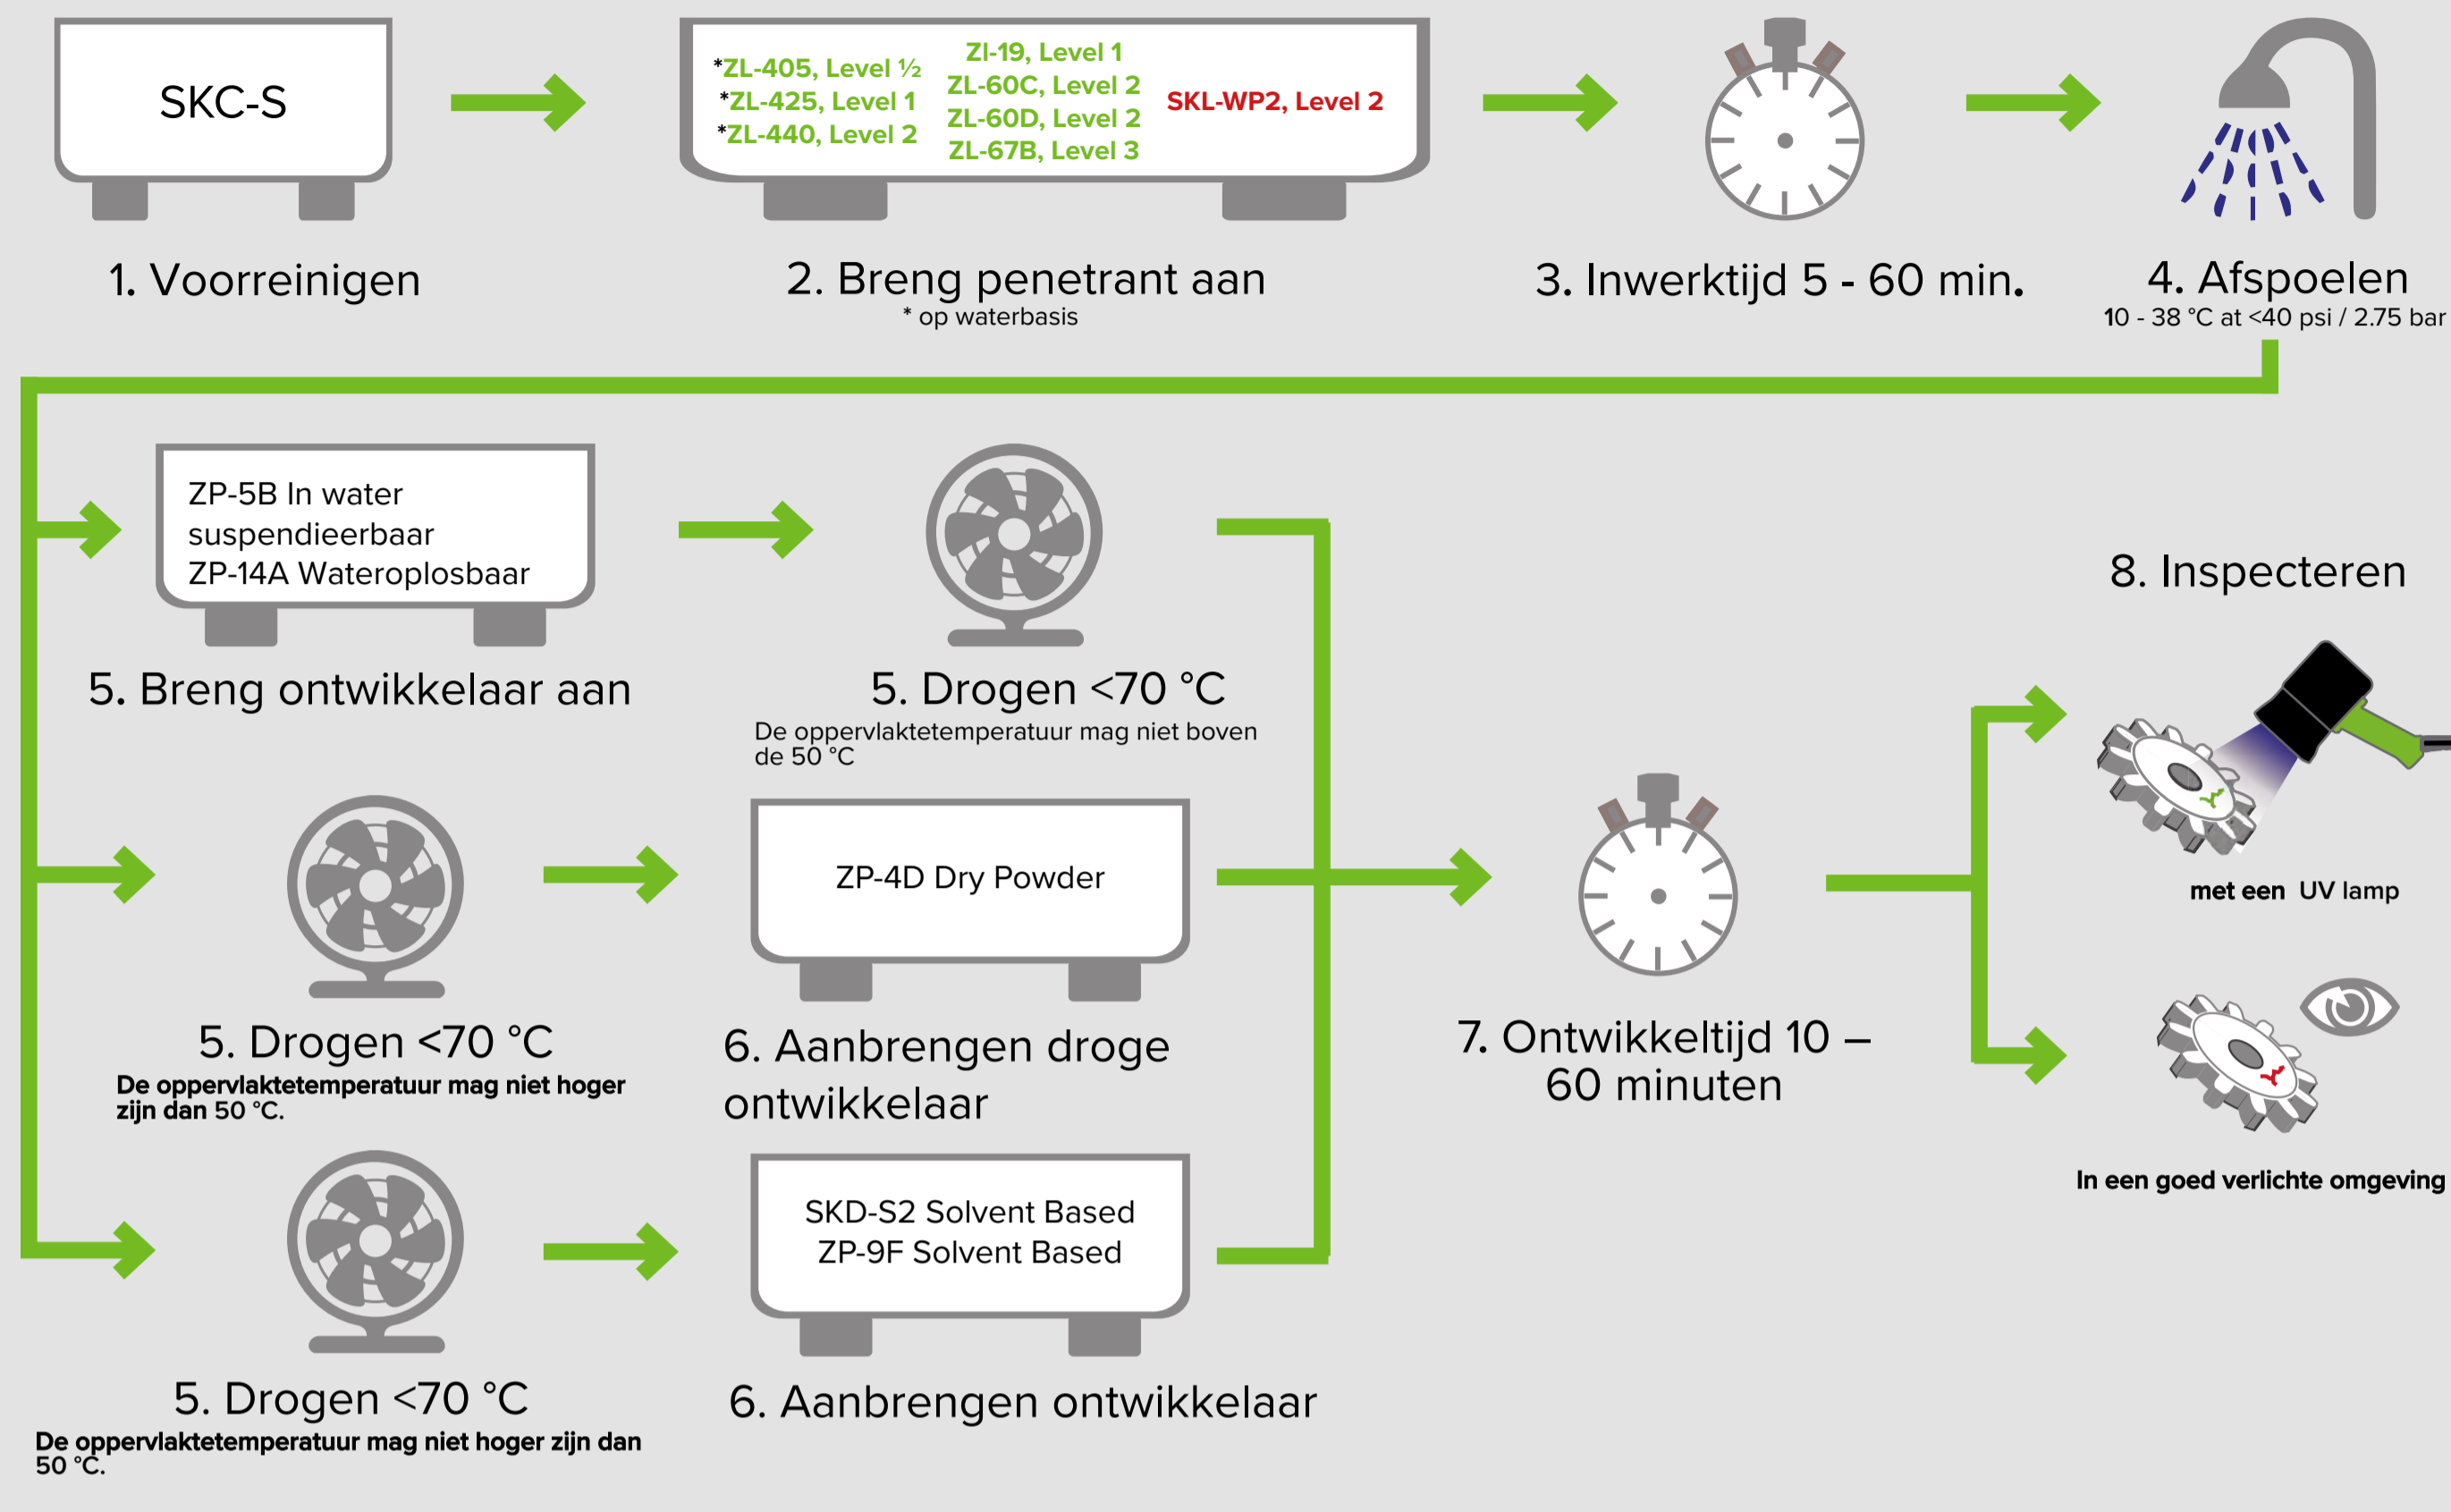 SKC-S
1. Voorreinigen
*ZL-405, Level ½
*ZL-425, Level 1
*ZL-440, Level 2
ZI-19, Level 1
ZL-60C, Level 2
ZL-60D, Level 2
ZL-67B, Level 3
SKL-WP2, Level 2
2. Breng penetrant aan
* op waterbasis
3. Inwerktijd 5 - 60 min.
4. Afspoelen
10 - 38 °C at <40 psi / 2.75 bar
ZP-5B In water
suspendieerbaar
ZP-14A Wateroplosbaar
5. Breng ontwikkelaar aan
5. Drogen <70 °C
De oppervlaktetemperatuur mag niet boven
de 50 °C
5. Drogen <70 °C
De oppervlaktetemperatuur mag niet hoger
zijn dan 50 °C.
ZP-4D Dry Powder
6. Aanbrengen droge
ontwikkelaar
5. Drogen <70 °C
De oppervlaktetemperatuur mag niet hoger zijn dan
50 °C.
SKD-S2 Solvent Based
ZP-9F Solvent Based
6. Aanbrengen ontwikkelaar
7. Ontwikkeltijd 10 –
60 minuten
8. Inspecteren
met een UV lamp
In een goed verlichte omgeving